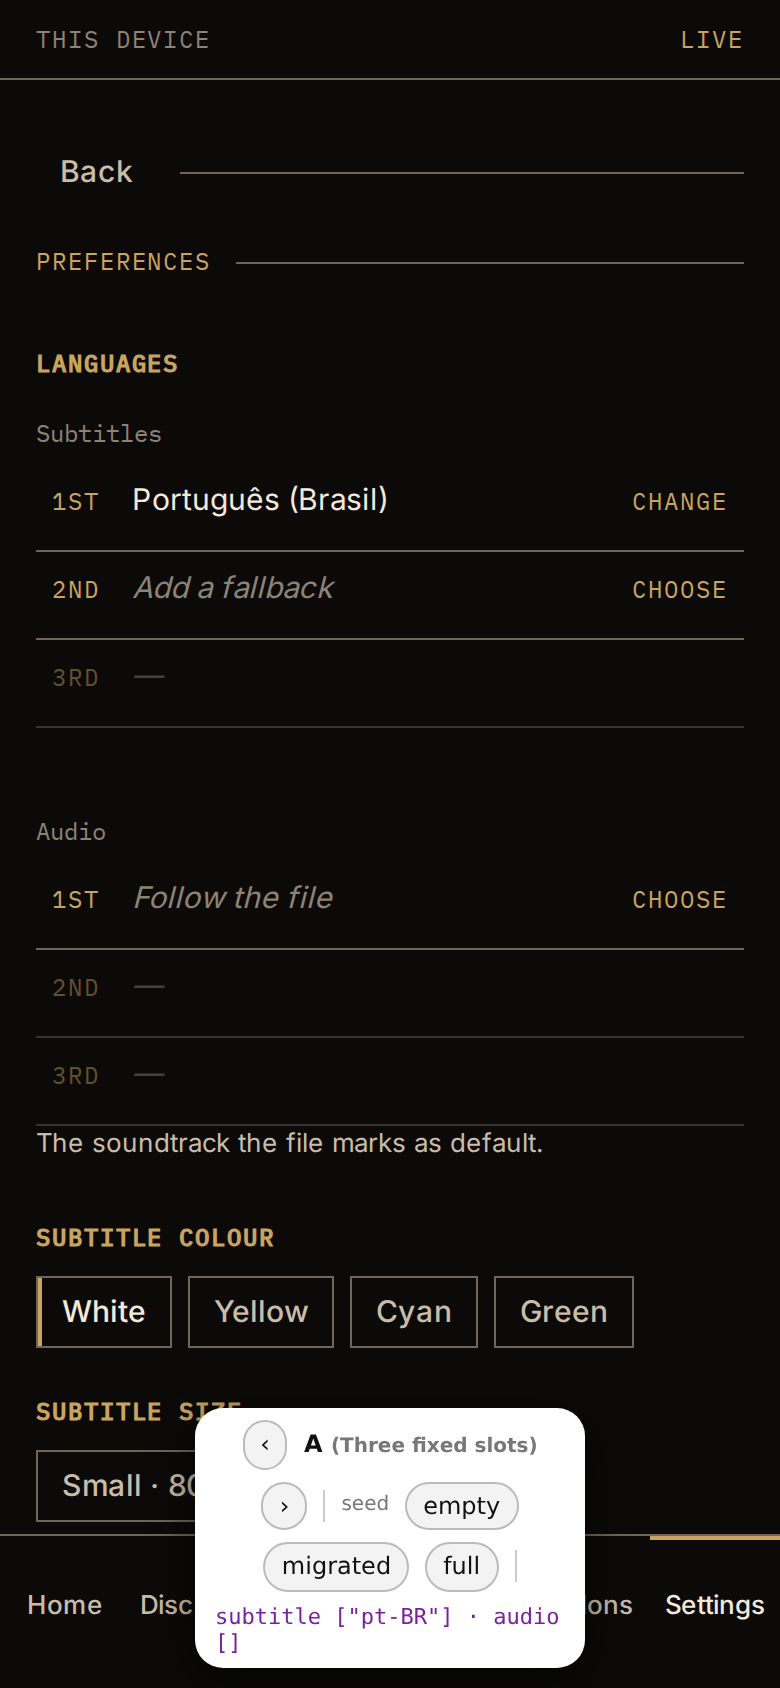 THIS DEVICE LIVE
Back
PREFERENCES
LANGUAGES
Subtitles
1ST Português (Brasil) CHANGE
2ND Add a fallback CHOOSE
3RD —
Audio
1ST Follow the file CHOOSE
2ND —
3RD —
The soundtrack the file marks as default.
SUBTITLE COLOUR
White Yellow Cyan Green
SUBTITLE SIZE
Small · 80
‹ A (Three fixed slots)
› seed empty
migrated full
subtitle ["pt-BR"] · audio
[]
Home Disc ons Settings